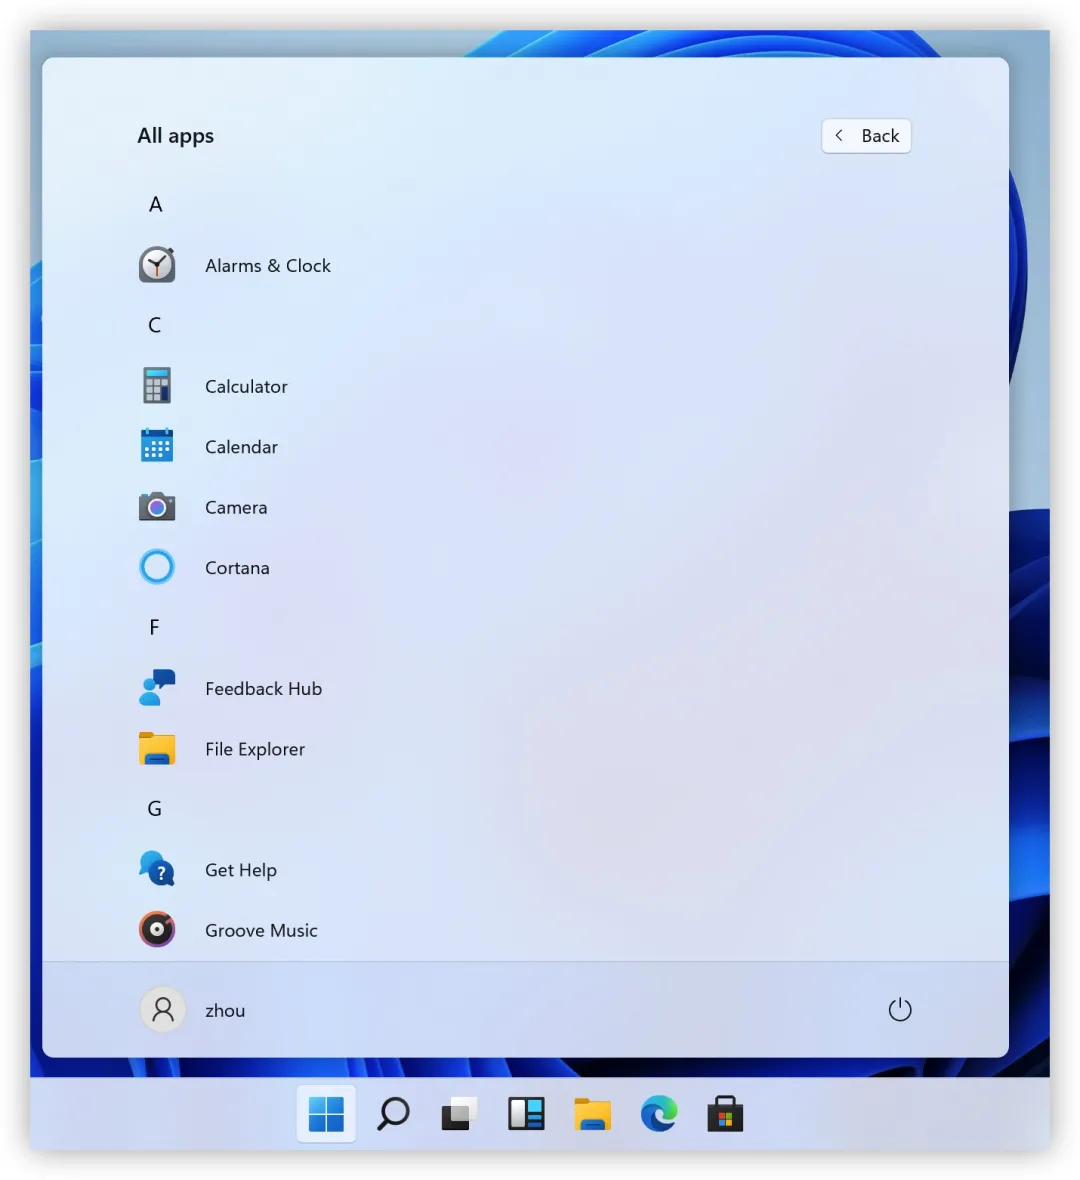 All apps
Back
A
Alarms & Clock
C
Calculator
Calendar
Camera
Cortana
F
Feedback Hub
File Explorer
G
Get Help
Groove Music
zhou